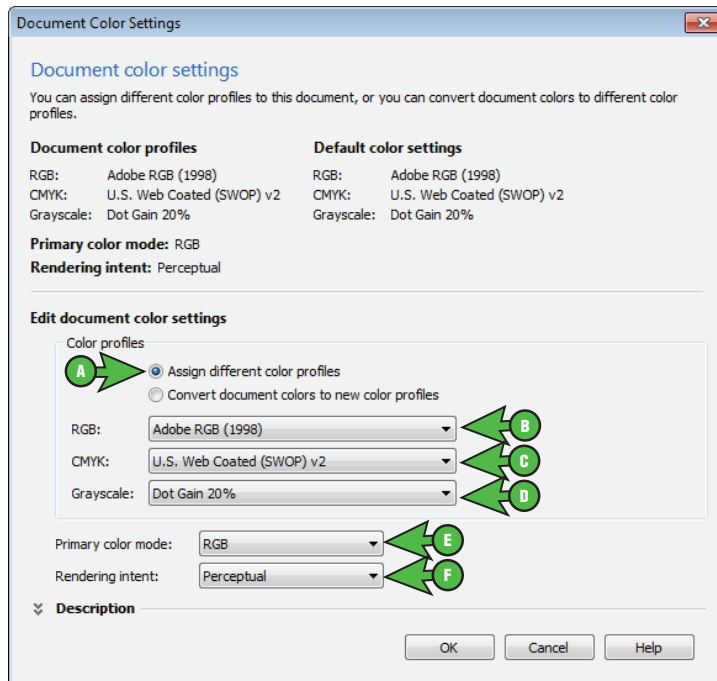 Document Color Settings
Document color settings
You can assign different color profiles to this document, or you can convert document colors to different color
profiles.
Document color profiles
RGB: Adobe RGB (1998)
CMYK: U.S. Web Coated (SWOP) v2
Grayscale: Dot Gain 20%
Default color settings
RGB: Adobe RGB (1998)
CMYK: U.S. Web Coated (SWOP) v2
Grayscale: Dot Gain 20%
Primary color mode: RGB
Rendering intent: Perceptual
Edit document color settings
Color profiles
A Assign different color profiles
Convert document colors to new color profiles
RGB: Adobe RGB (1998) B
CMYK: U.S. Web Coated (SWOP) v2 C
Grayscale: Dot Gain 20% D
Primary color mode: RGB E
Rendering intent: Perceptual F
Description
OK Cancel Help